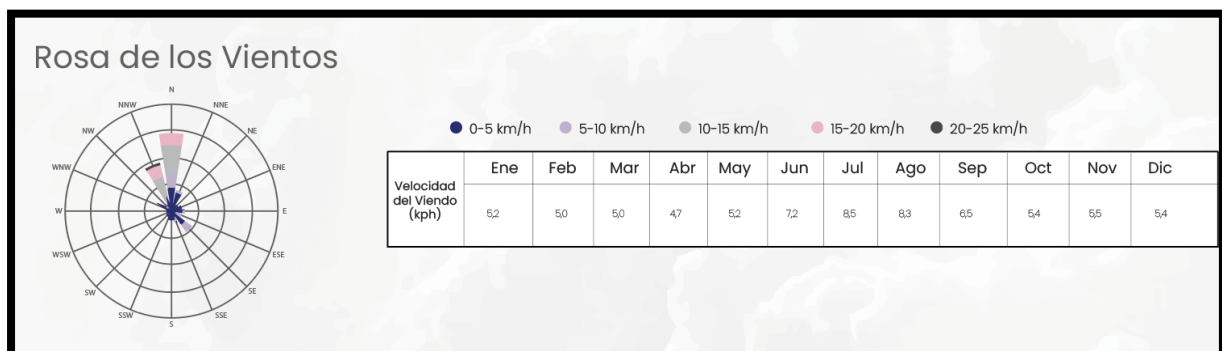 Rosa de los Vientos
N
NNW NNE
NW NE
WNW ENE
W E
WSW ESE
SW SE
SSW SSE
S
0-5 km/h 5-10 km/h 10-15 km/h 15-20 km/h 20-25 km/h
Ene Feb Mar Abr May Jun Jul Ago Sep Oct Nov Dic
Velocidad
del Viendo
(kph)
5,2 5,0 5,0 4,7 5,2 7,2 8,5 8,3 6,5 5,4 5,5 5,4